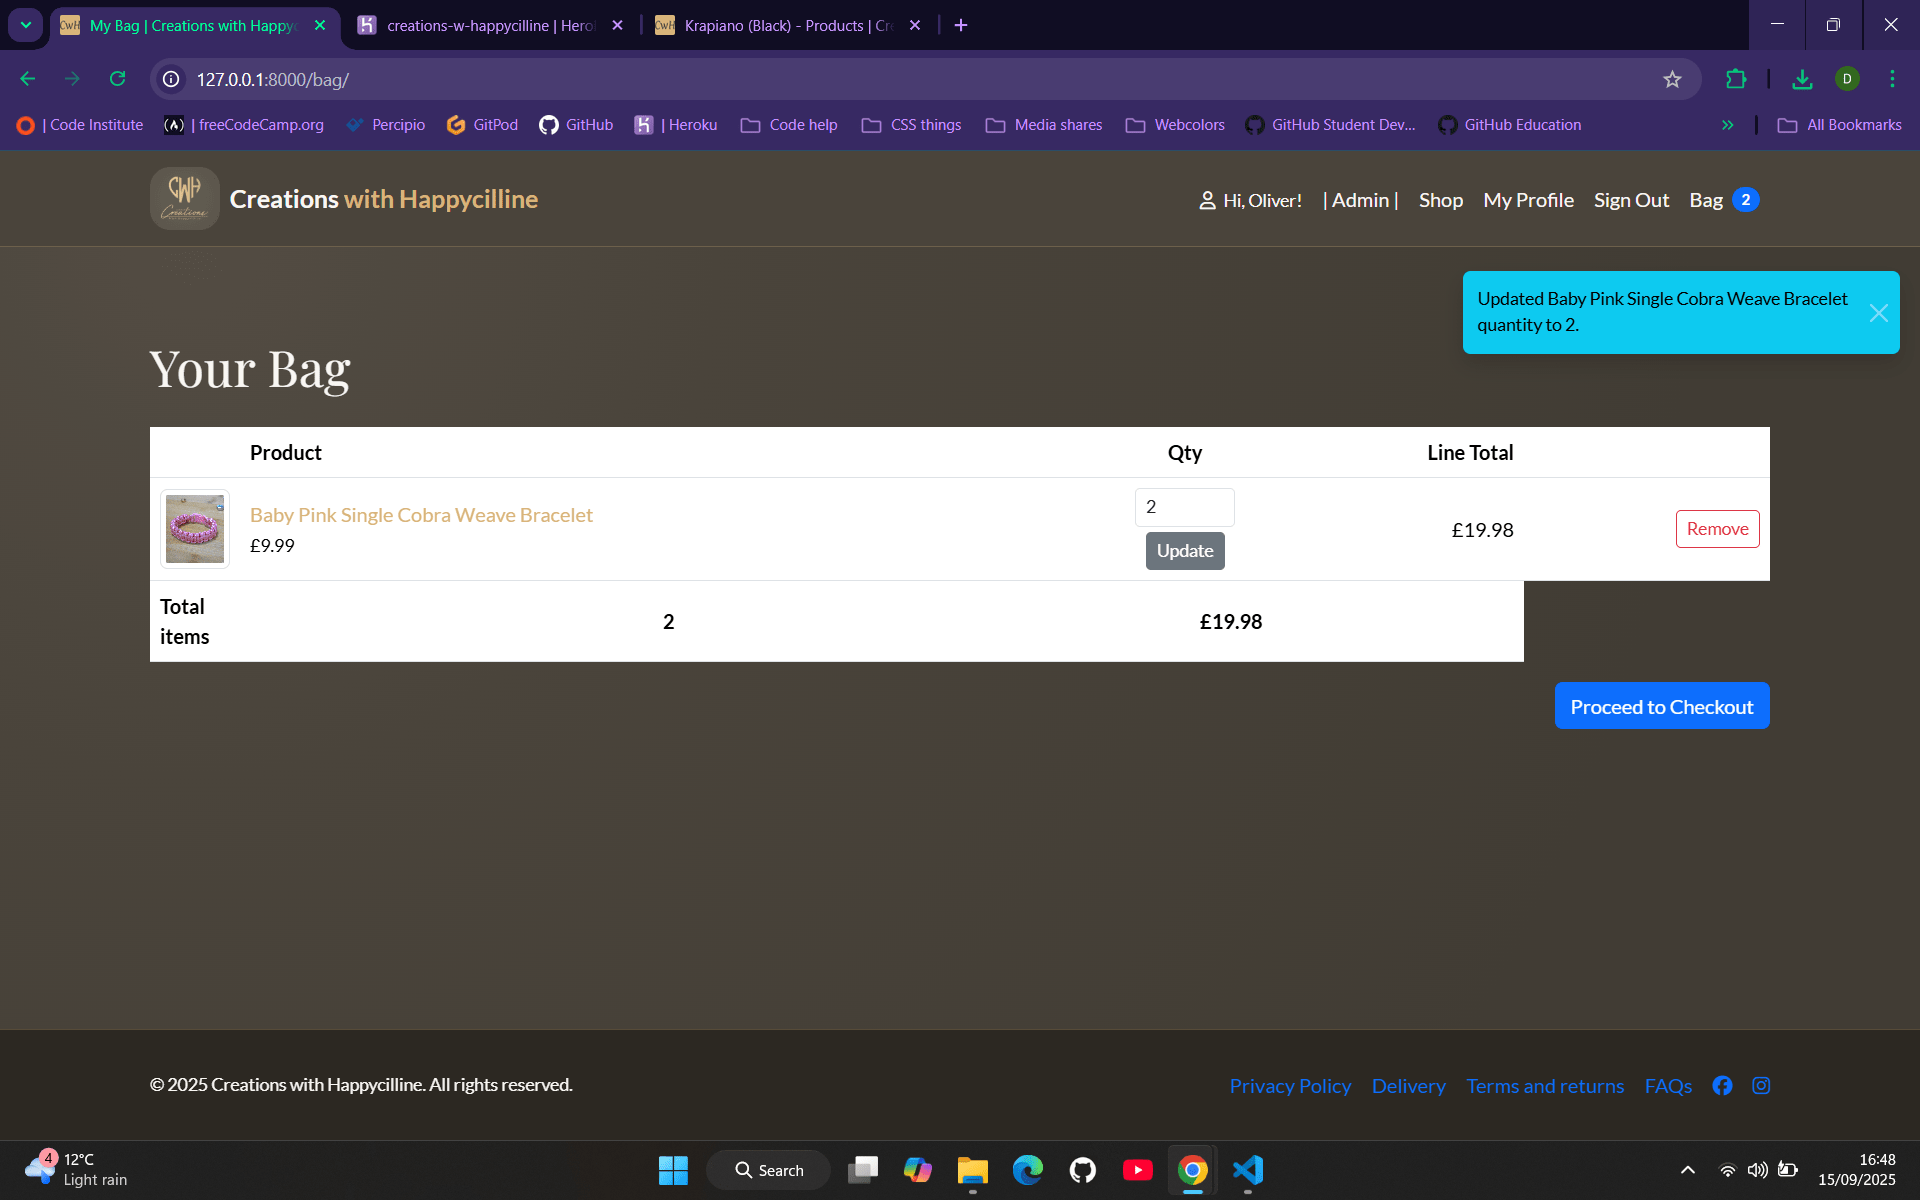 My Bag | Creations with Happyc
creations-w-happycilline | Hero
Krapiano (Black) - Products | Cr
127.0.0.1:8000/bag/
D
| Code Institute
| freeCodeCamp.org
Percipio
GitPod
GitHub
| Heroku
Code help
CSS things
Media shares
Webcolors
GitHub Student Dev...
GitHub Education
All Bookmarks
CWH
Creations
Creations with Happycilline
Hi, Oliver!
| Admin |
Shop
My Profile
Sign Out
Bag 2
Updated Baby Pink Single Cobra Weave Bracelet
quantity to 2.
Your Bag
Product
Qty
Line Total
Baby Pink Single Cobra Weave Bracelet
£9.99
2
Update
£19.98
Remove
Total
items
2
£19.98
Proceed to Checkout
© 2025 Creations with Happycilline. All rights reserved.
Privacy Policy
Delivery
Terms and returns
FAQs
4
12°C
Light rain
Search
16:48
15/09/2025